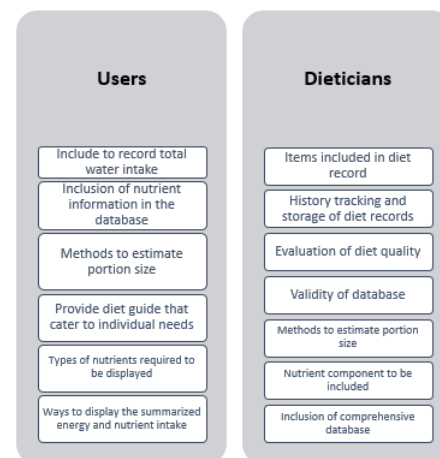 Users
Include to record total
water intake
Inclusion of nutrient
information in the
database
Methods to estimate
portion size
Provide diet guide that
cater to individual needs
Types of nutrients required to
be displayed
Ways to display the summarized
energy and nutrient intake
Dieticians
Items included in diet
record
History tracking and
storage of diet records
Evaluation of diet quality
Validity of database
Methods to estimate portion
size
Nutrient component to be
included
Inclusion of comprehensive
database